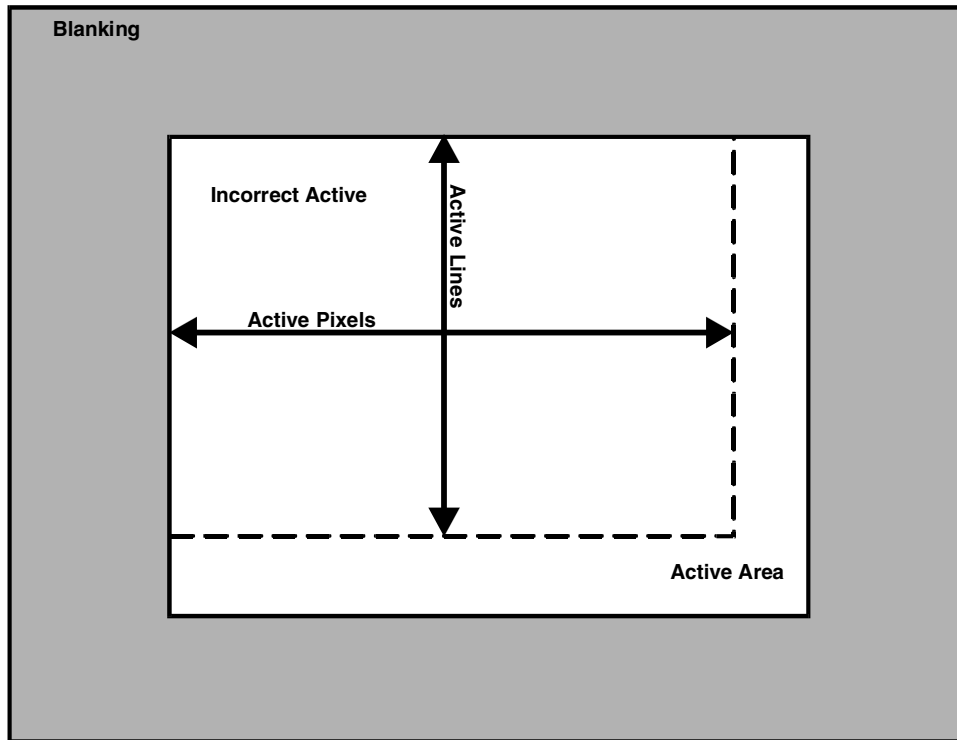 Blanking
Incorrect Active
Active Lines
Active Pixels
Active Area